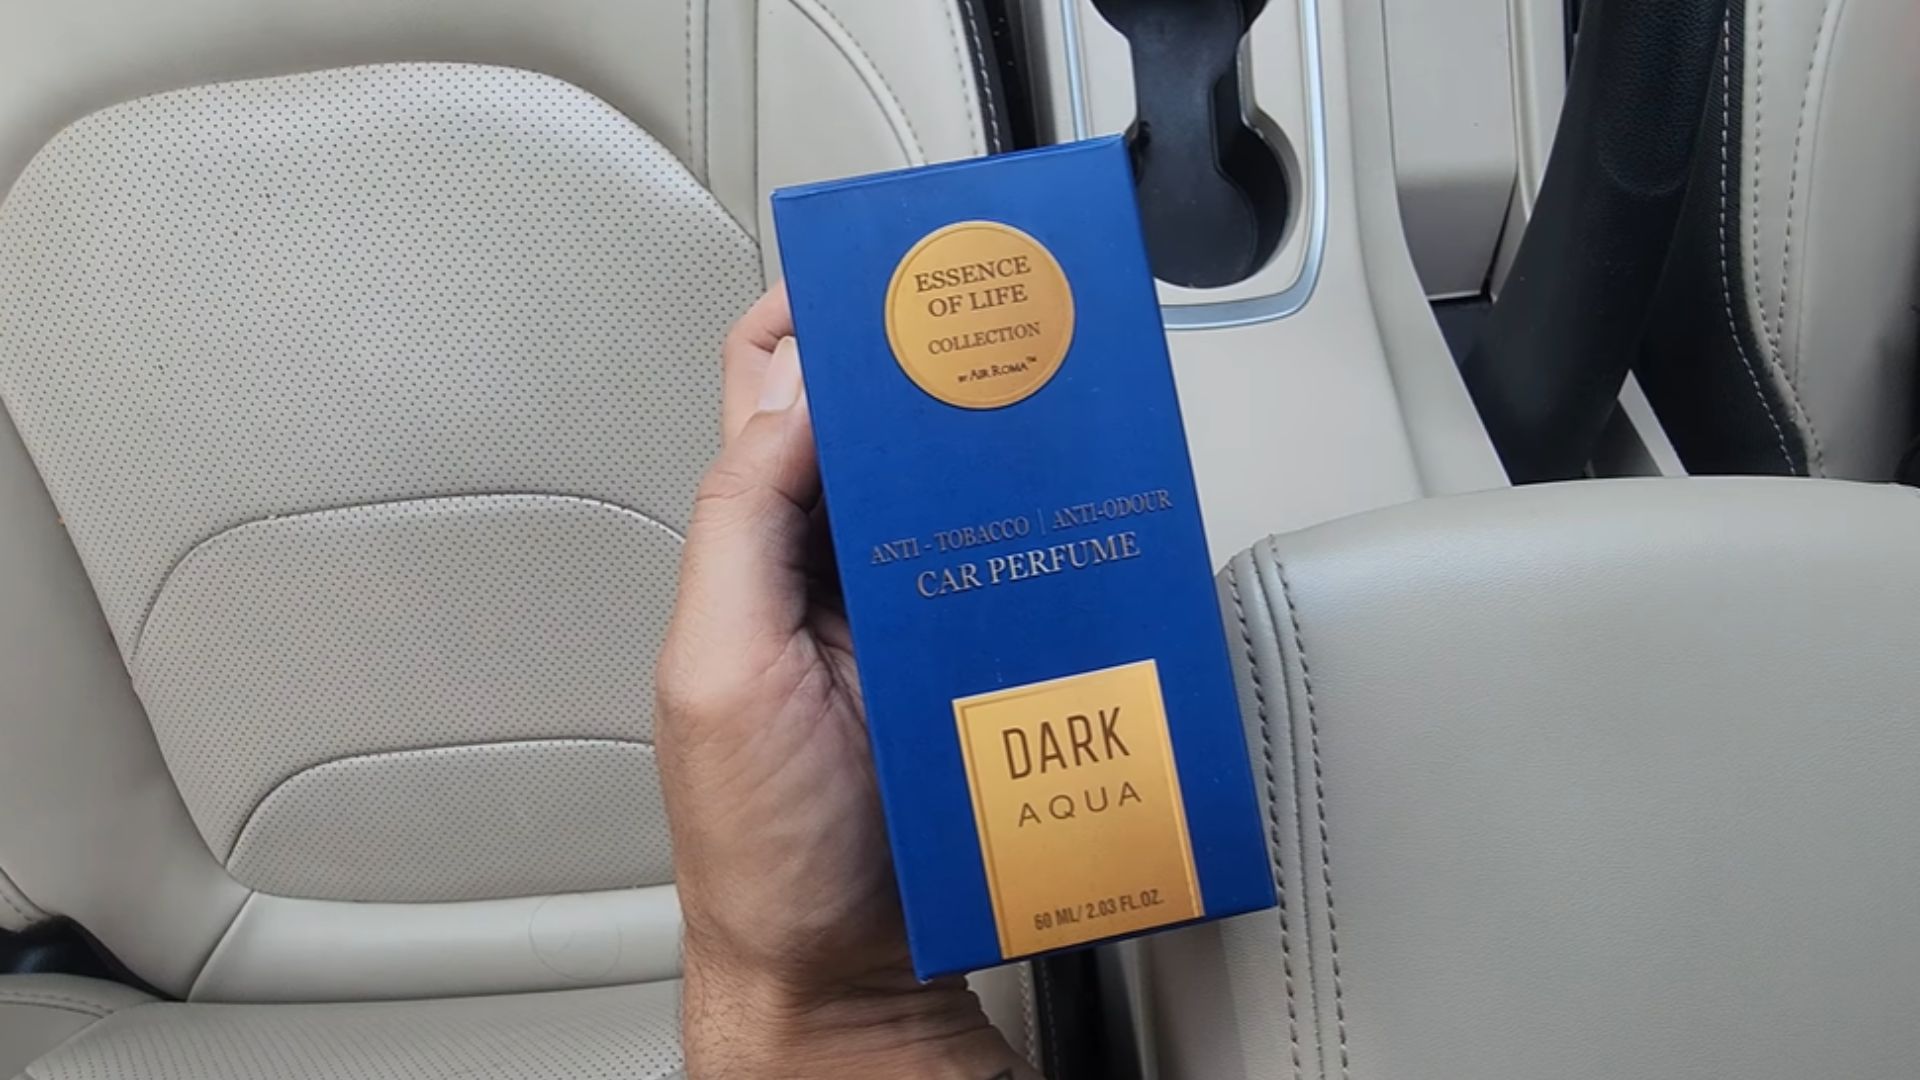 ESSENCE
OF LIFE
COLLECTION
BY AIR ROMA™
ANTI - TOBACCO | ANTI-ODOUR
CAR PERFUME
DARK
AQUA
60 ML/ 2.03 FL.OZ.